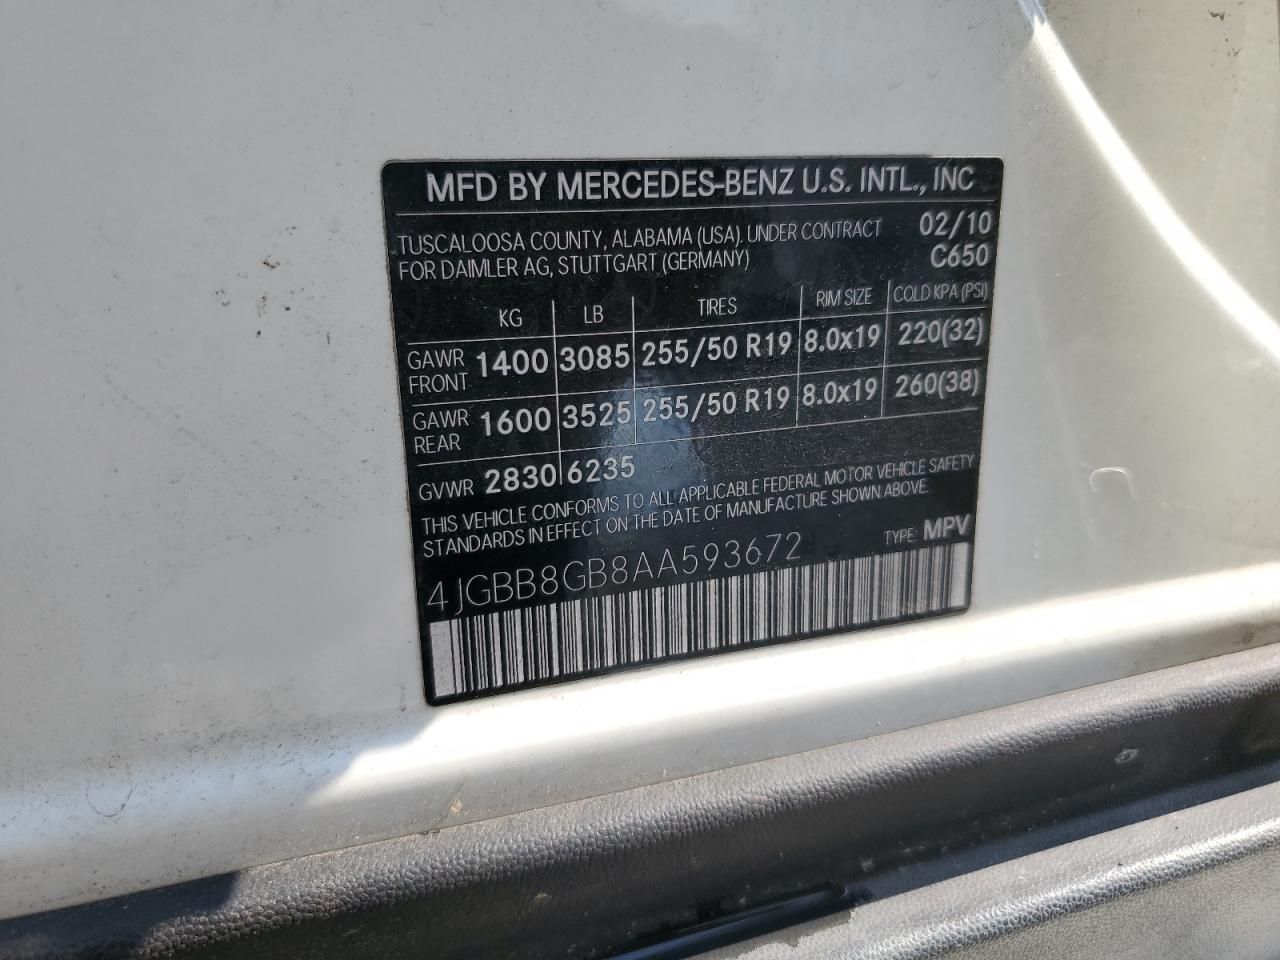 MFD BY MERCEDES-BENZ U.S. INTL., INC
TUSCALOOSA COUNTY, ALABAMA (USA). UNDER CONTRACT 02/10
FOR DAIMLER AG, STUTTGART (GERMANY) C650
KG LB TIRES RIM SIZE COLD KPA (PSI)
GAWR FRONT 1400 3085 255/50 R19 8.0x19 220(32)
GAWR REAR 1600 3525 255/50 R19 8.0x19 260(38)
GVWR 2830 6235
THIS VEHICLE CONFORMS TO ALL APPLICABLE FEDERAL MOTOR VEHICLE SAFETY
STANDARDS IN EFFECT ON THE DATE OF MANUFACTURE SHOWN ABOVE.
4JGBB8GB8AA593672 TYPE: MPV